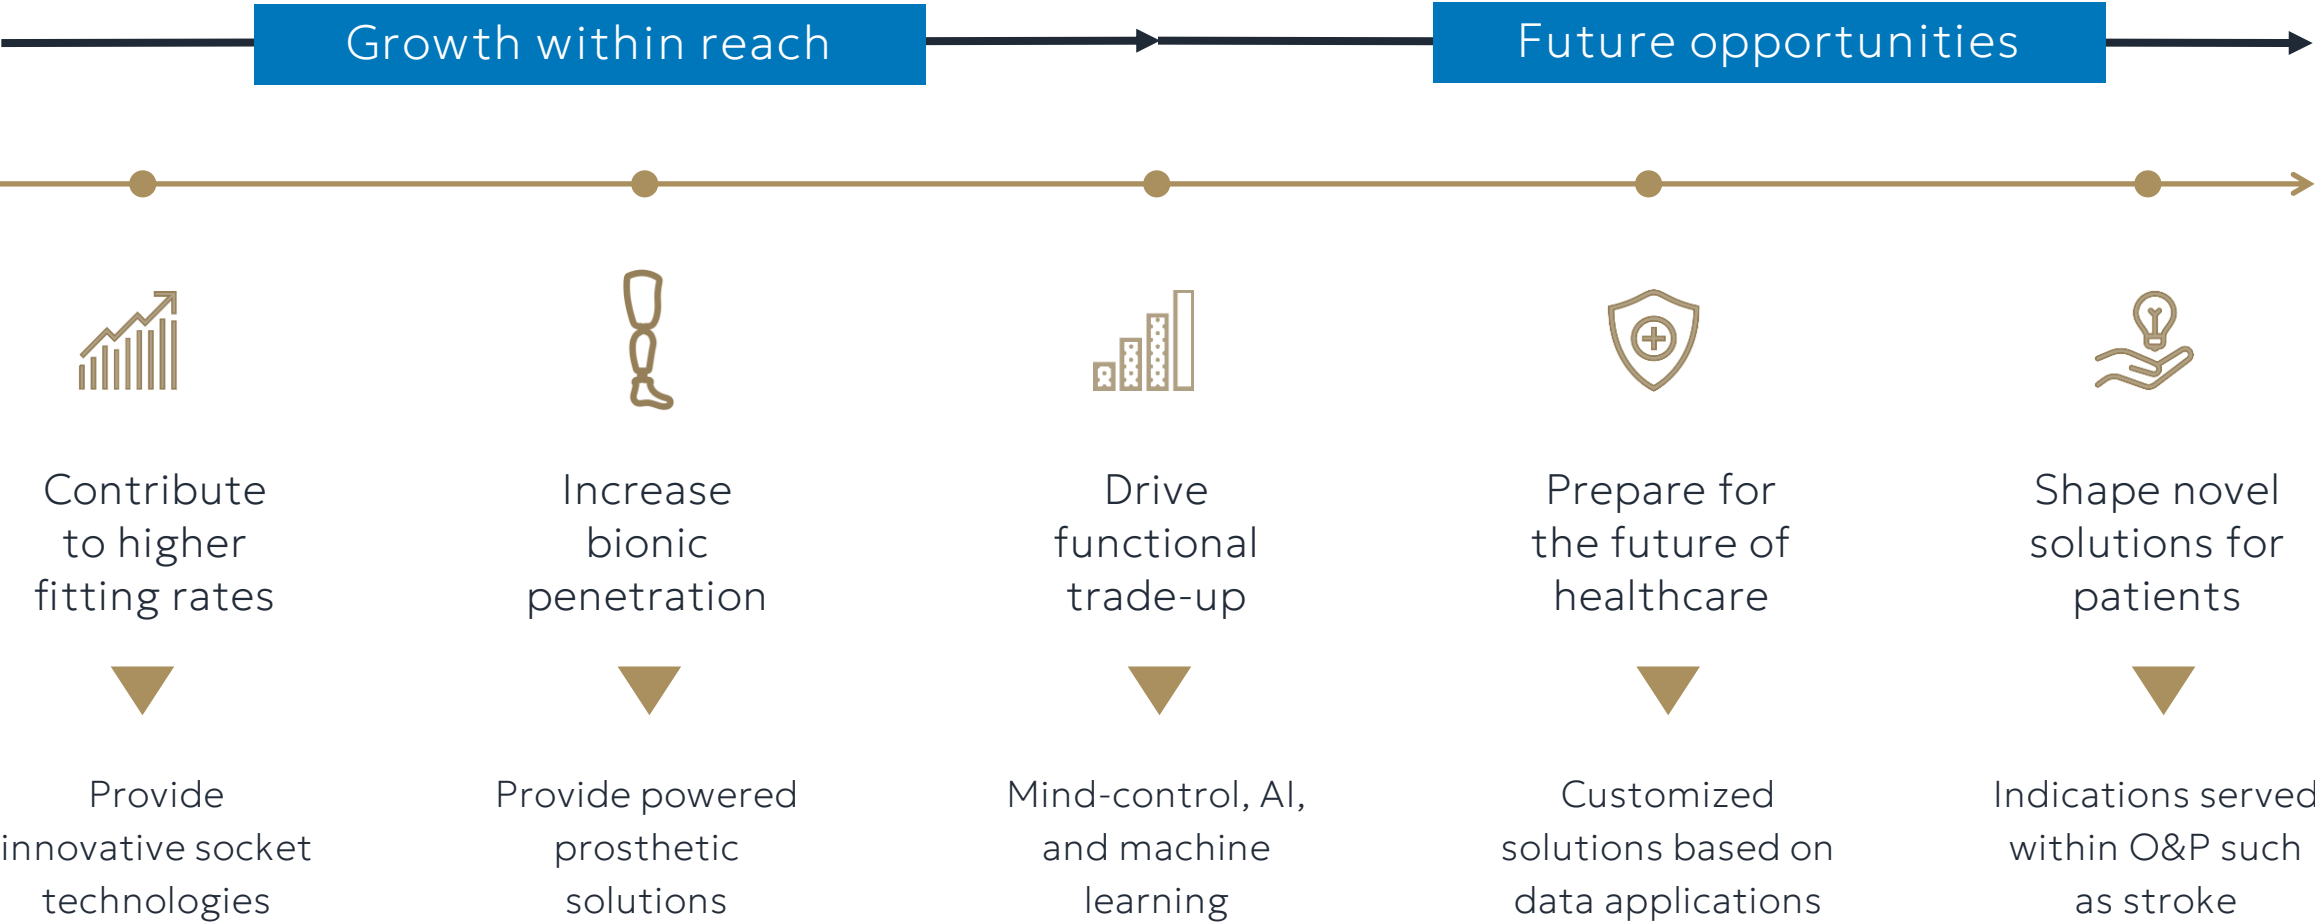 Growth within reach
Future opportunities
Contribute
to higher
fitting rates
Increase
bionic
penetration
Drive
functional
trade-up
Prepare for
the future of
healthcare
Shape novel
solutions for
patients
Provide
innovative socket
technologies
Provide powered
prosthetic
solutions
Mind-control, AI,
and machine
learning
Customized
solutions based on
data applications
Indications served
within O&P such
as stroke